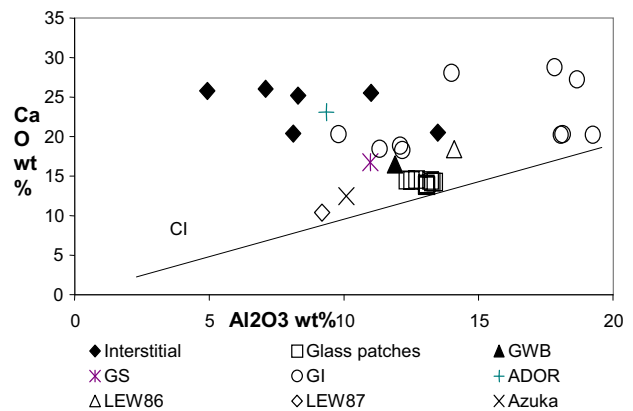 35
30
25
20
15
10
5
0
Ca
O
wt
%
CI
0
5
10
15
20
Al2O3 wt%
Interstitial
Glass patches
GWB
GS
GI
ADOR
LEW86
LEW87
Azuka